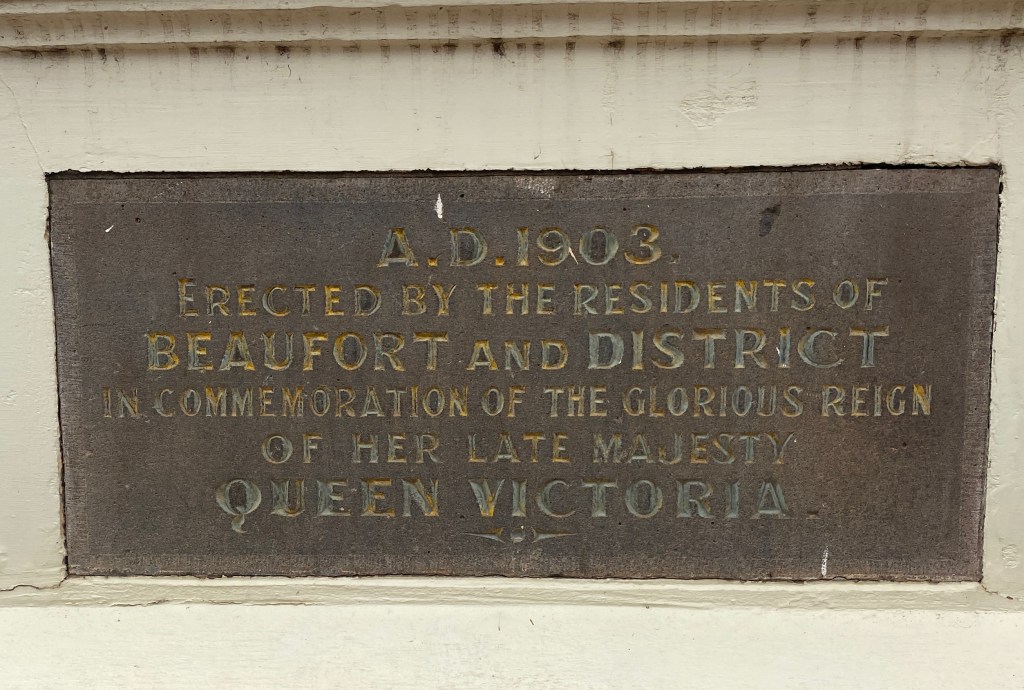 A.D.1903.
ERECTED BY THE RESIDENTS OF
BEAUFORT AND DISTRICT
IN COMMEMORATION OF THE GLORIOUS REIGN
OF HER LATE MAJESTY
QUEEN VICTORIA.